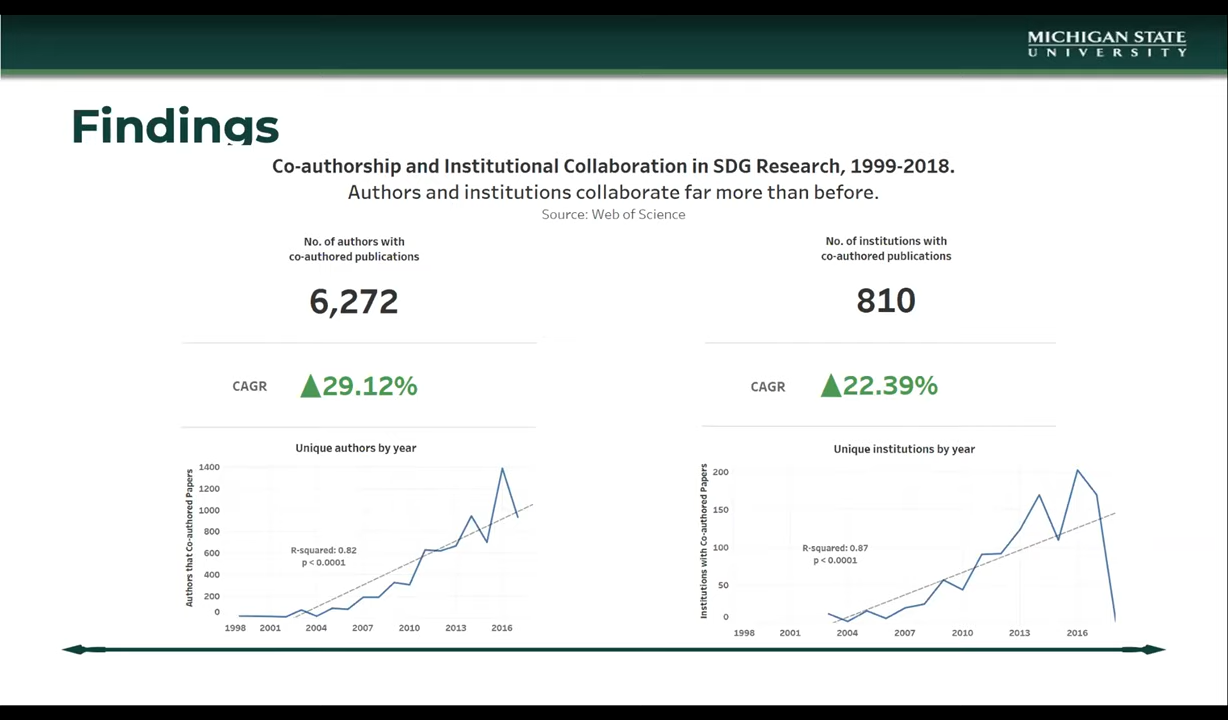 MICHIGAN STATE
UNIVERSITY
Findings
Co-authorship and Institutional Collaboration in SDG Research, 1999-2018.
Authors and institutions collaborate far more than before.
Source: Web of Science
No. of authors with
co-authored publications
6,272
CAGR
▲29.12%
Unique authors by year
Authors that Co-authored Papers
1400
1200
1000
800
600
400
200
0
R-squared: 0.82
p < 0.0001
1998 2001 2004 2007 2010 2013 2016
No. of institutions with
co-authored publications
810
CAGR
▲22.39%
Unique institutions by year
Institutions with Co-authored Papers
200
150
100
50
0
R-squared: 0.87
p < 0.0001
1998 2001 2004 2007 2010 2013 2016